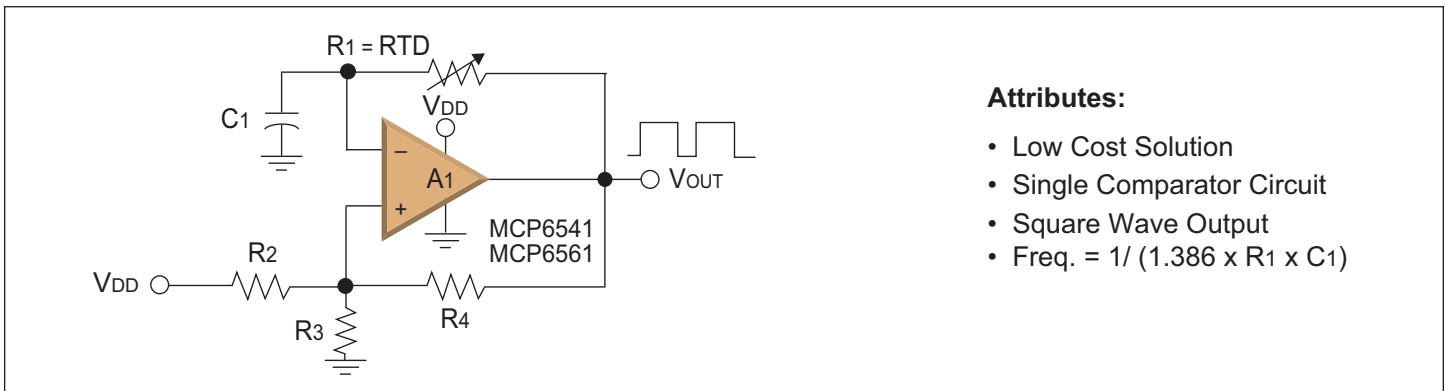 R1 = RTD
VDD
C1
–
A1
+
VOUT
MCP6541
MCP6561
R2
VDD
R4
R3
Attributes:
• Low Cost Solution
• Single Comparator Circuit
• Square Wave Output
• Freq. = 1/ (1.386 x R1 x C1)